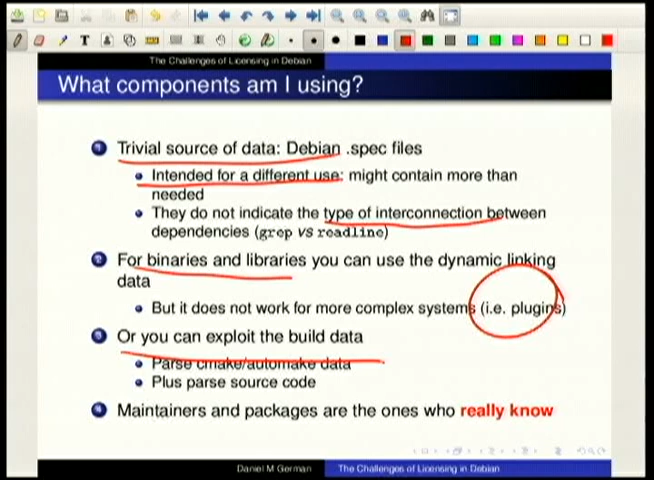 The Challenges of Licensing in Debian
What components am I using?
1 Trivial source of data: Debian .spec files
Intended for a different use: might contain more than
needed
They do not indicate the type of interconnection between
dependencies (grep vs readline)
2 For binaries and libraries you can use the dynamic linking
data
But it does not work for more complex systems (i.e. plugins)
3 Or you can exploit the build data
Parse cmake/automake data
Plus parse source code
4 Maintainers and packages are the ones who really know
Daniel M German The Challenges of Licensing in Debian